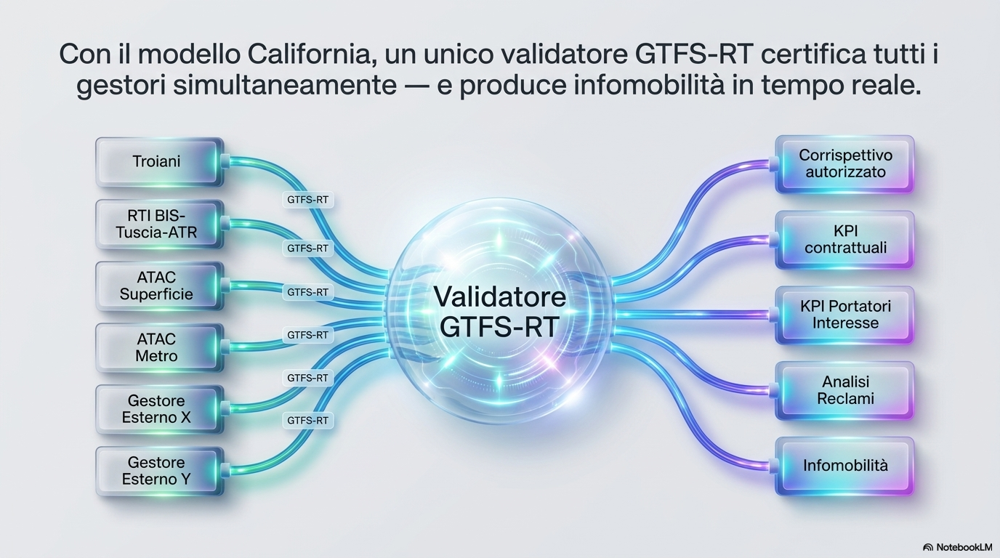 Con il modello California, un unico validatore GTFS-RT certifica tutti i
gestori simultaneamente — e produce infomobilità in tempo reale.
Troiani
RTI BIS-
Tuscia-ATR
ATAC
Superficie
ATAC
Metro
Gestore
Esterno X
Gestore
Esterno Y
GTFS-RT
GTFS-RT
GTFS-RT
GTFS-RT
GTFS-RT
GTFS-RT
Validatore
GTFS-RT
Corrispettivo
autorizzato
KPI
contrattuali
KPI Portatori
Interesse
Analisi
Reclami
Infomobilità
NotebookLM